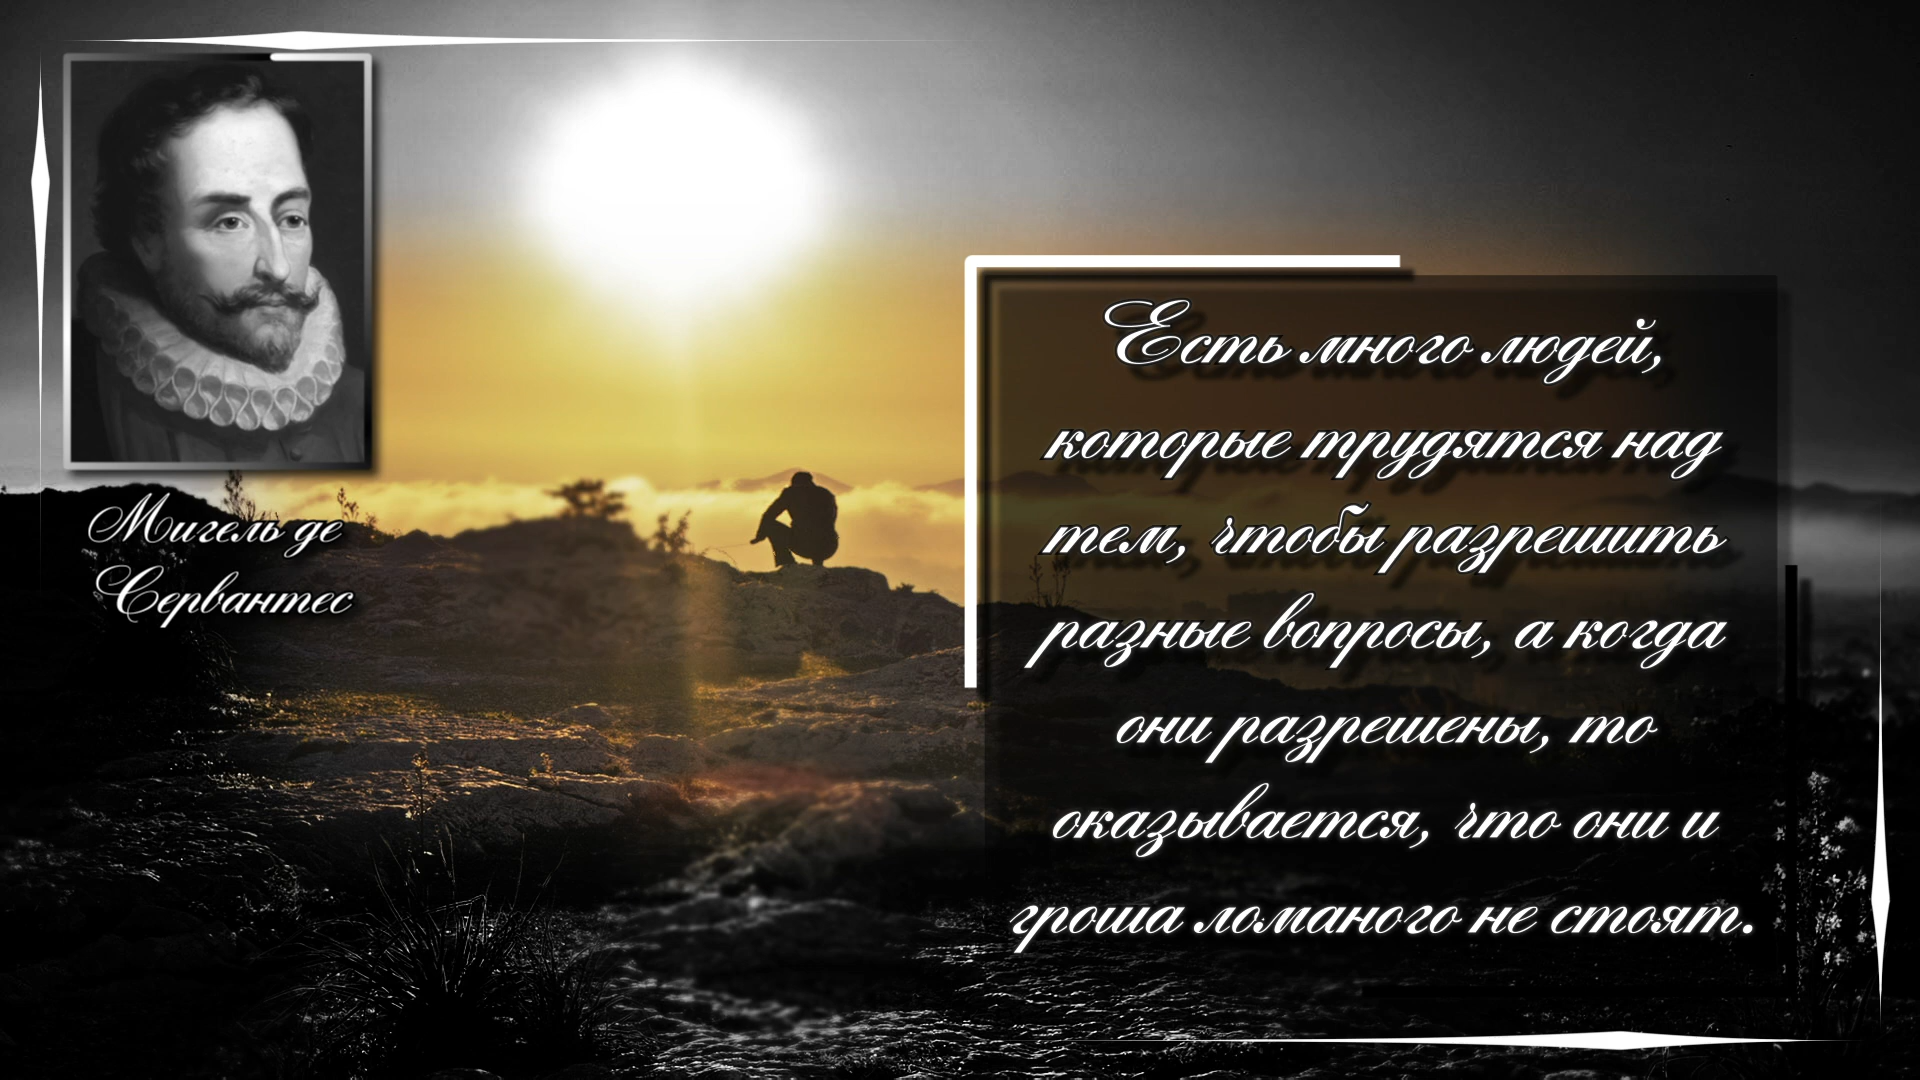 Мигель де
Сервантес
Есть много людей,
которые трудятся над
тем, чтобы разрешить
разные вопросы, а когда
они разрешены, то
оказывается, что они и
гроша ломаного не стоят.